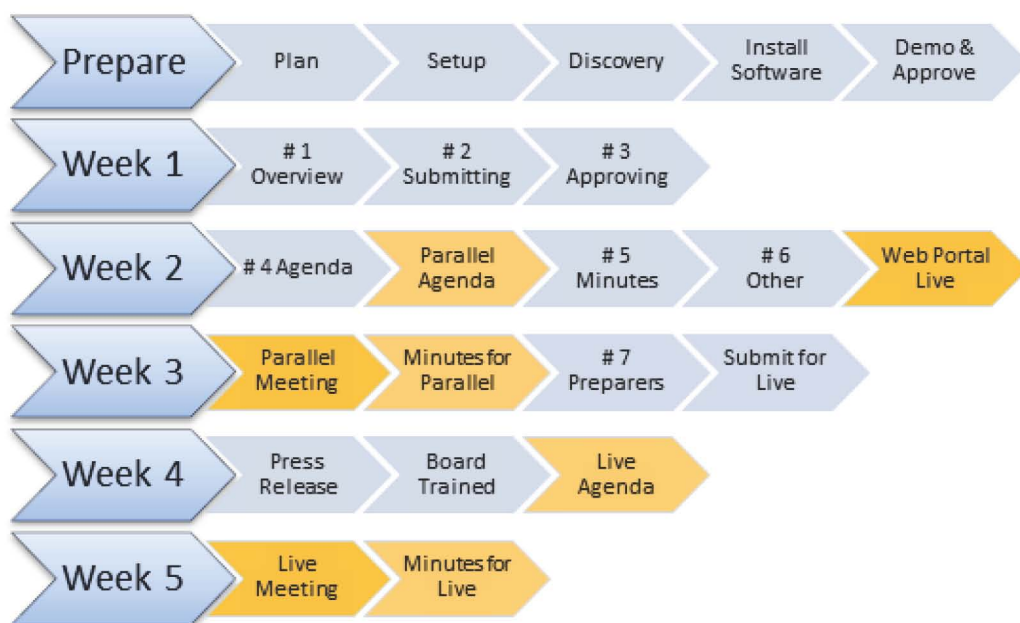 Prepare
Plan
Setup
Discovery
Install
Software
Demo &
Approve
Week 1
# 1
Overview
# 2
Submitting
# 3
Approving
Week 2
# 4 Agenda
Parallel
Agenda
# 5
Minutes
# 6
Other
Web Portal
Live
Week 3
Parallel
Meeting
Minutes for
Parallel
# 7
Preparers
Submit for
Live
Week 4
Press
Release
Board
Trained
Live
Agenda
Week 5
Live
Meeting
Minutes for
Live